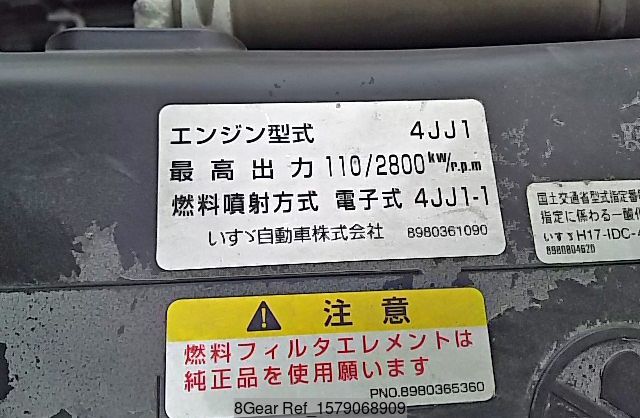 エンジン型式 4JJ1
最高出力 110/2800kw/r.p.m
燃料噴射方式 電子式 4JJ1-1
いすゞ自動車株式会社 8980361090
国土交通省型式指定番
指定に係わる一酸
いすゞH17-IDC-
8980804620
注意
燃料フィルタエレメントは
純正品を使用願います
PNO.8980365360
8Gear Ref_1579068909